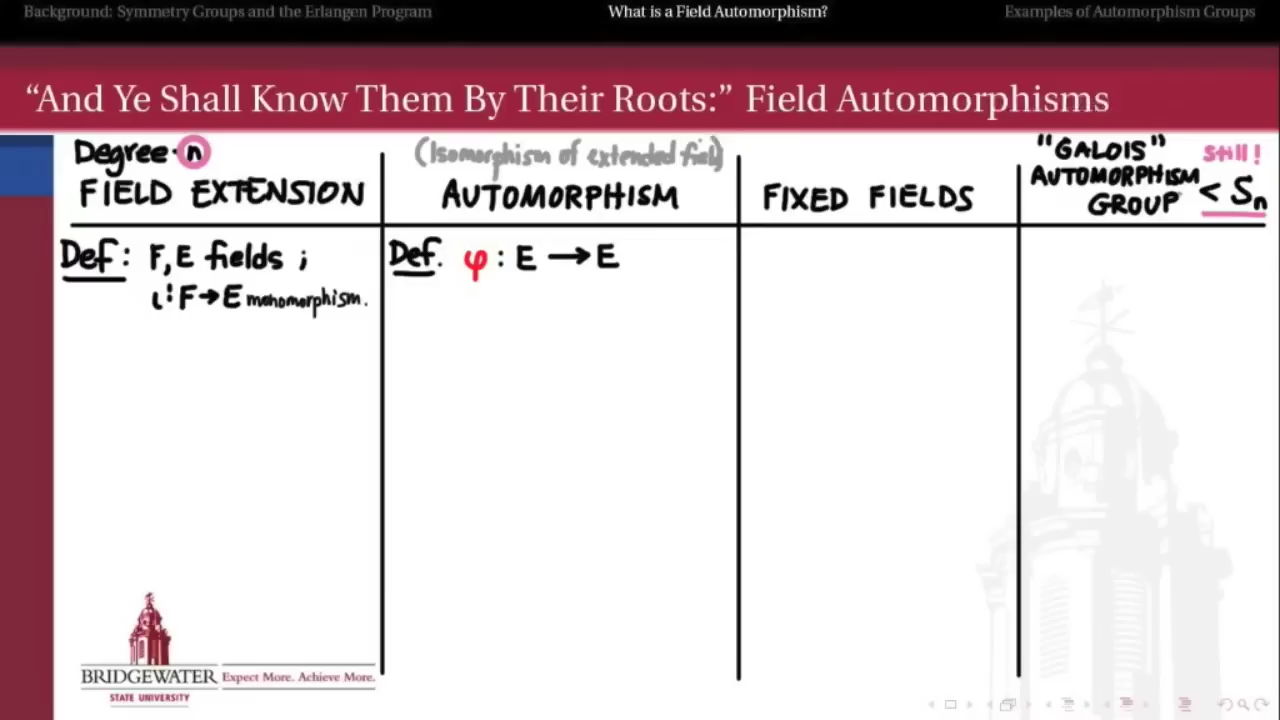 Background: Symmetry Groups and the Erlangen Program
What is a Field Automorphism?
Examples of Automorphism Groups
“And Ye Shall Know Them By Their Roots:” Field Automorphisms
Degree-n
FIELD EXTENSION
(Isomorphism of extended field)
AUTOMORPHISM
FIXED FIELDS
"GALOIS"
AUTOMORPHISM
GROUP
Still!
< Sn
Def: F, E fields ;
ι: F→E monomorphism.
Def. φ : E → E
BRIDGEWATER
STATE UNIVERSITY
Expect More. Achieve More.